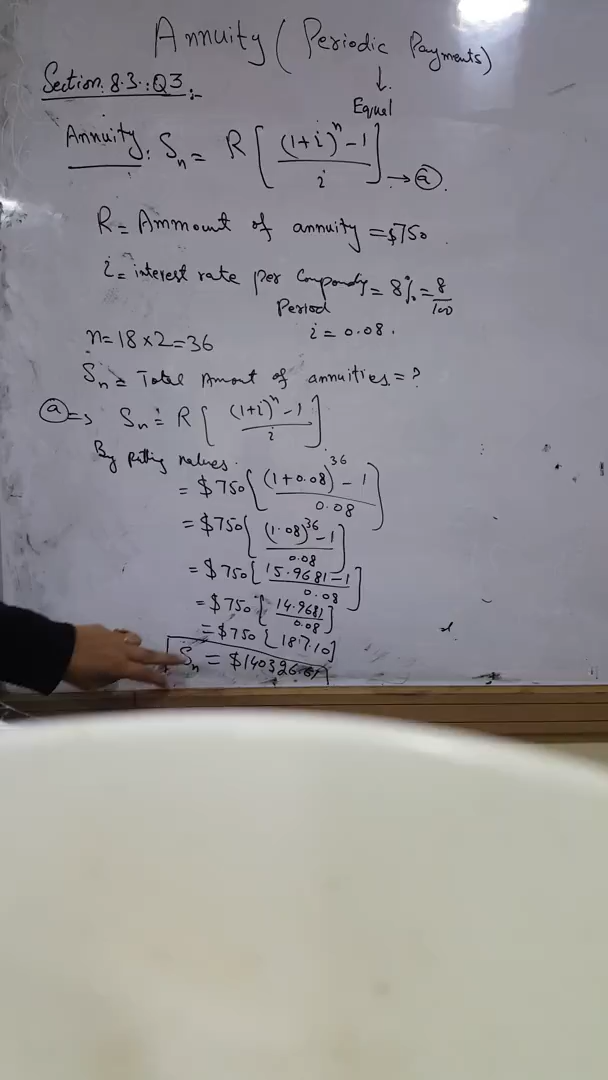 Annuity (Periodic Payments)
↓
Equal
Section. 8.3.:Q3.-
Annuity: Sn = R [ (1+i)^n - 1 / i ] → (a).
R = Ammount of annuity = $750.
i = interest rate per Compoundg Period = 8% = 8/100
i = 0.08.
n = 18 × 2 = 36
Sn = Total Amont of annuities = ?
(a) => Sn = R [ (1+i)^n - 1 / i ]
By putting values.
= $750 [ (1+0.08)^36 - 1 / 0.08 ]
= $750 [ (1.08)^36 - 1 / 0.08 ]
= $750 [ 15.9681 - 1 / 0.08 ]
= $750 [ 14.9681 / 0.08 ]
= $750 [ 187.10 ]
Sn = $140326.